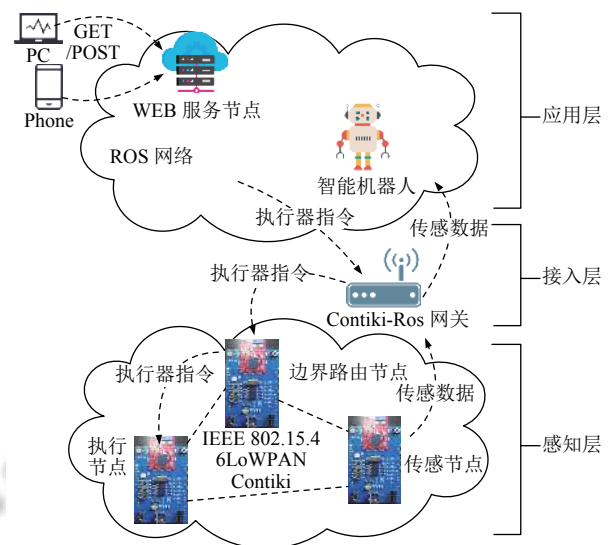 PC
GET
/POST
Phone
WEB 服务节点
ROS 网络
智能机器人
应用层
执行器指令
传感数据
执行器指令
接入层
Contiki-Ros 网关
执行器指令
边界路由节点
传感数据
执行
节点
IEEE 802.15.4
6LoWPAN
Contiki
传感节点
感知层